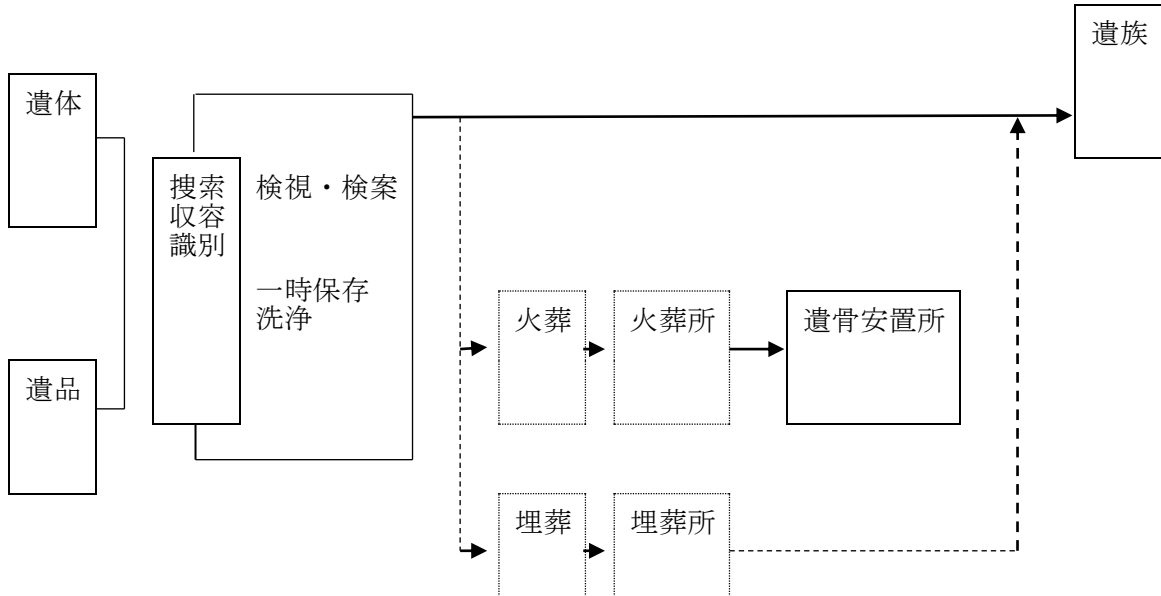 遺族
遺体
捜索
収容
識別
検視・検案
一時保存
洗浄
火葬
火葬所
遺骨安置所
遺品
埋葬
埋葬所